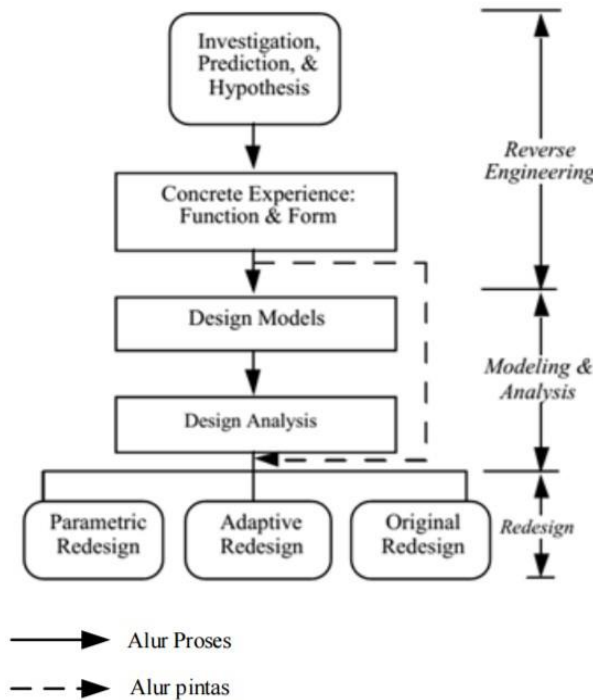 Investigation,
Prediction, &
Hypothesis
Reverse
Engineering
Concrete Experience:
Function & Form
Design Models
Modeling &
Analysis
Design Analysis
Parametric
Redesign
Adaptive
Redesign
Original
Redesign
Redesign
Alur Proses
Alur pintas